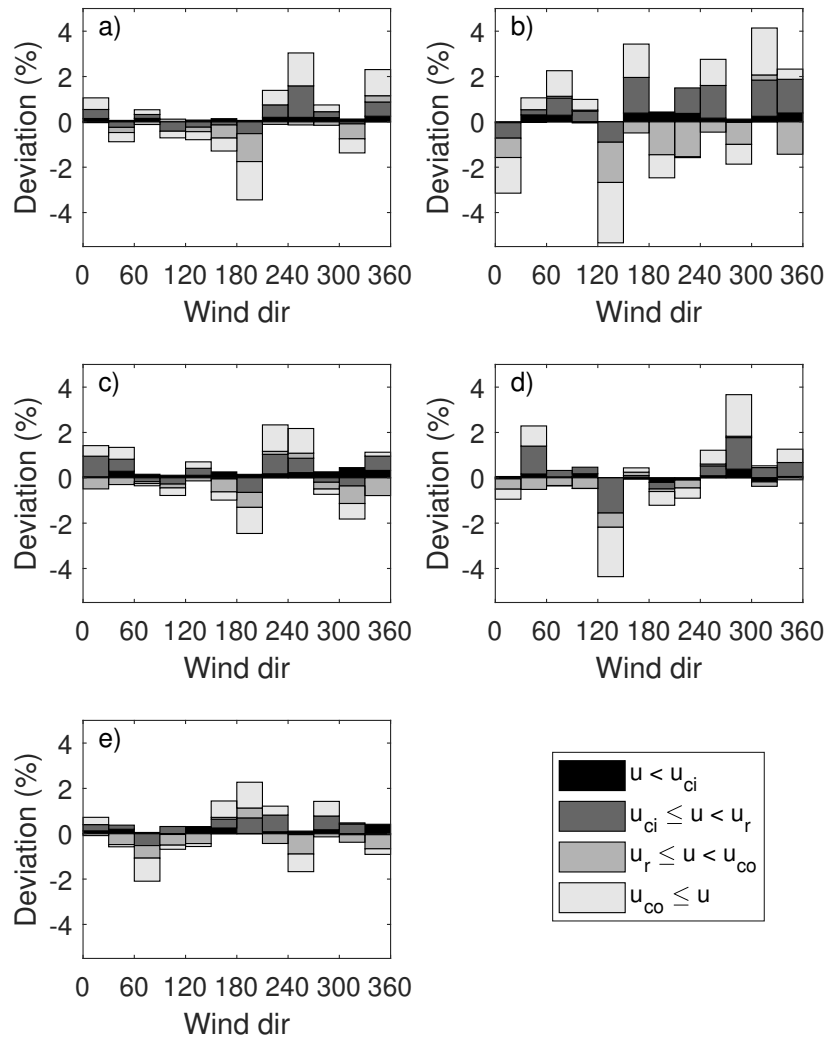 a)
Deviation (%)
4
2
0
-2
-4
0 60 120 180 240 300 360
Wind dir
b)
Deviation (%)
4
2
0
-2
-4
0 60 120 180 240 300 360
Wind dir
c)
Deviation (%)
4
2
0
-2
-4
0 60 120 180 240 300 360
Wind dir
d)
Deviation (%)
4
2
0
-2
-4
0 60 120 180 240 300 360
Wind dir
e)
Deviation (%)
4
2
0
-2
-4
0 60 120 180 240 300 360
Wind dir
u < u_ci
u_ci ≤ u < u_r
u_r ≤ u < u_co
u_co ≤ u